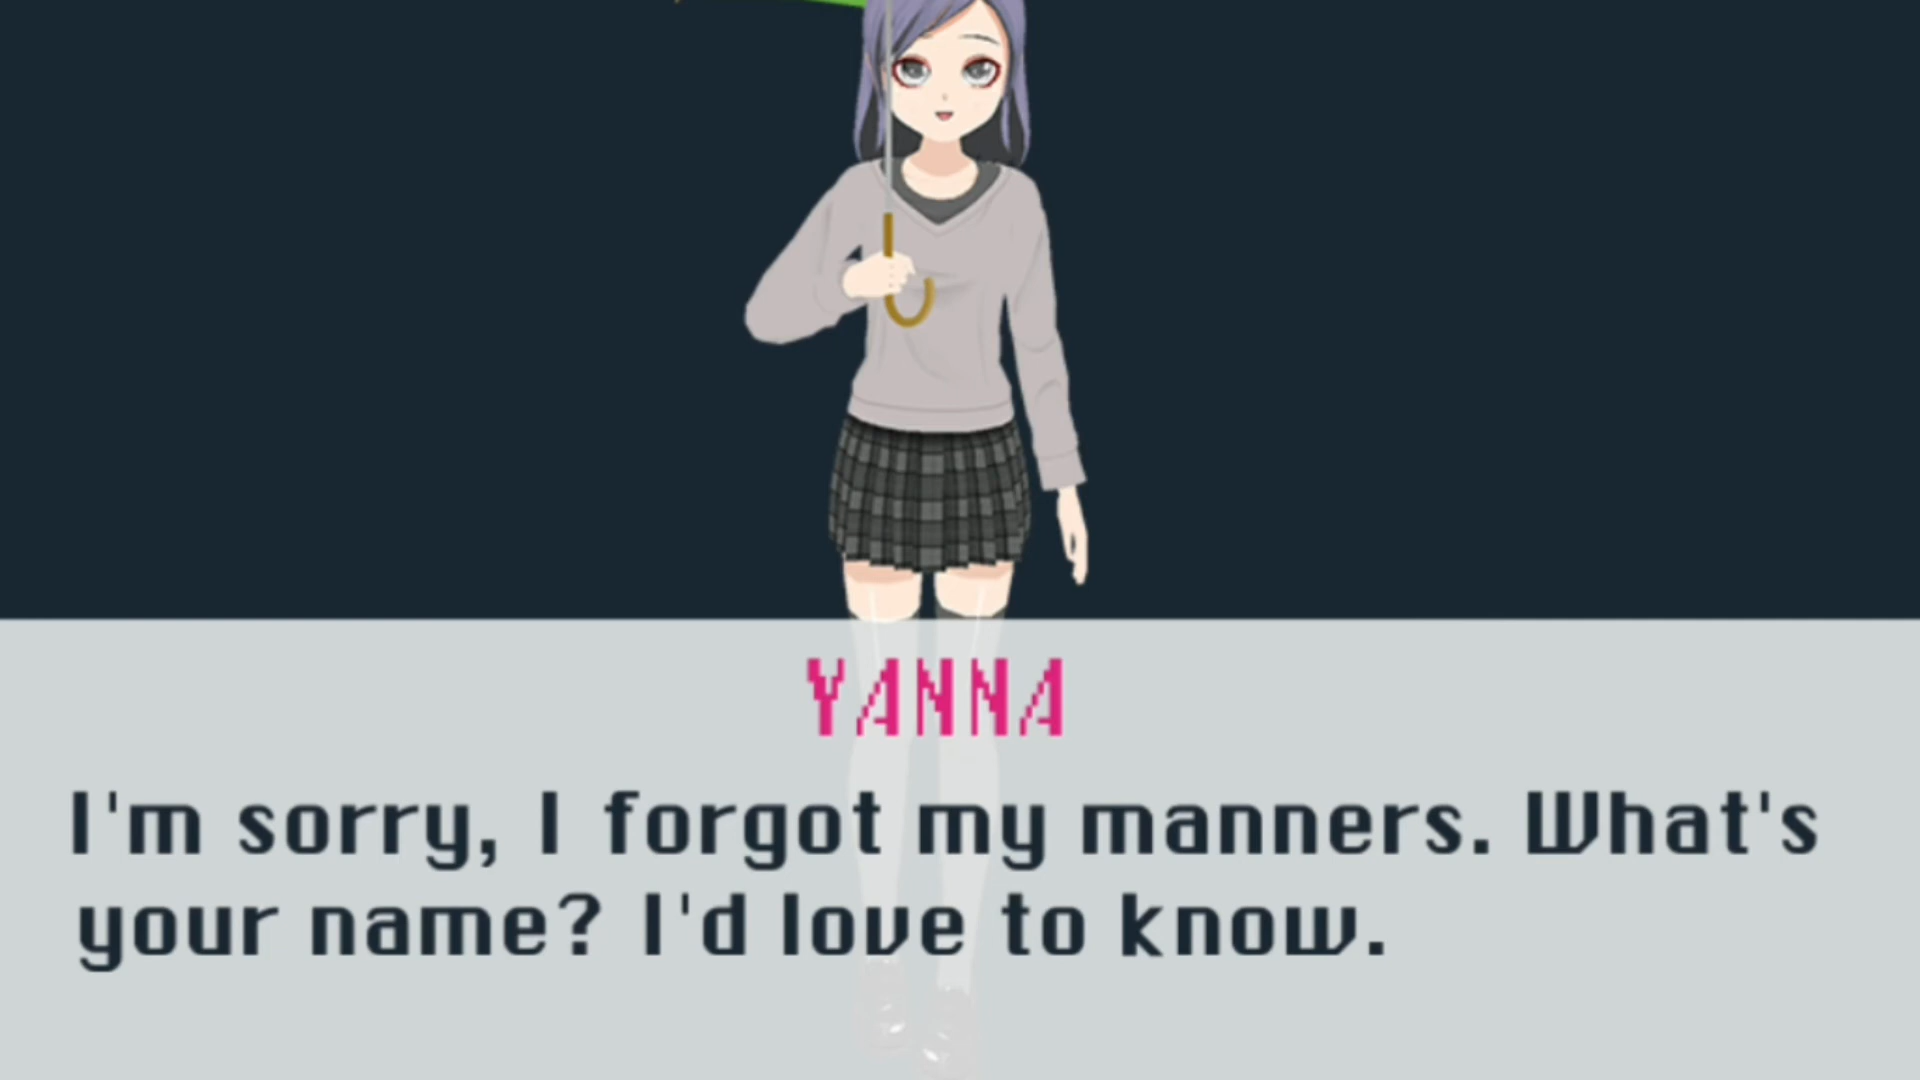 YANNA
I'm sorry, I forgot my manners. What's
your name? I'd love to know.